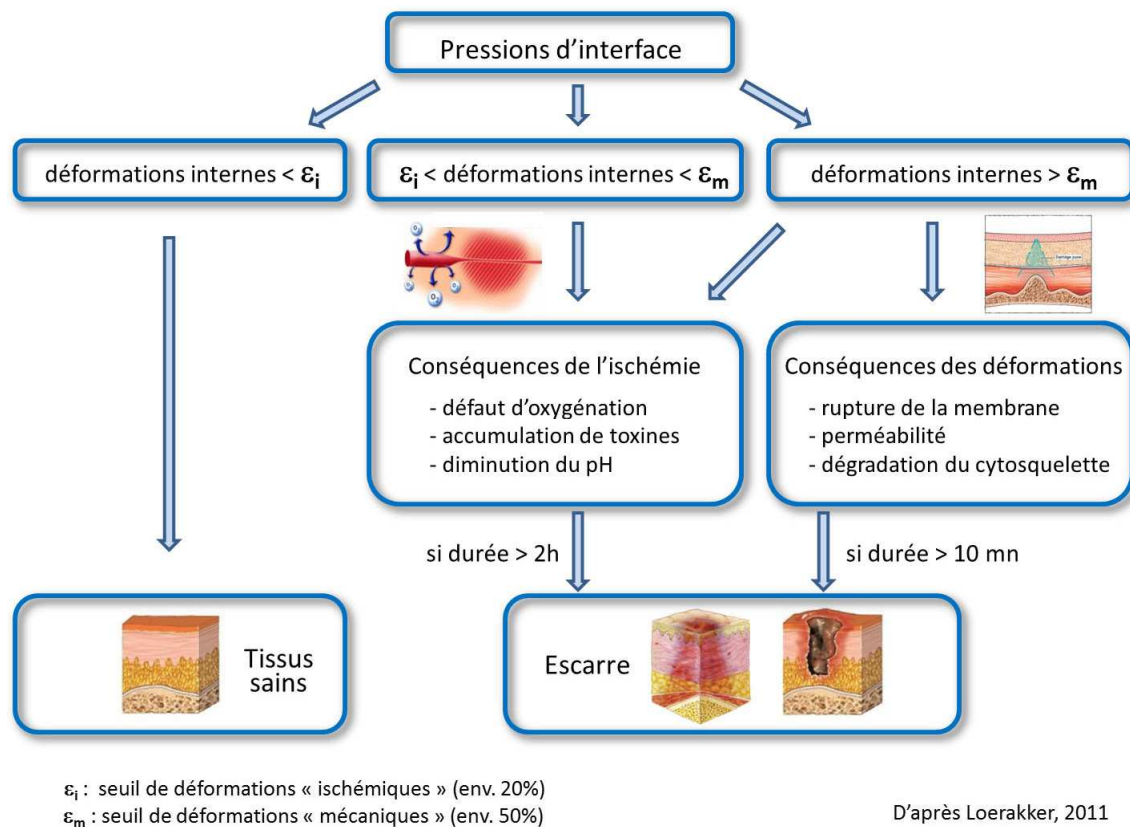 Pressions d'interface
déformations internes < εi
εi < déformations internes < εm
déformations internes > εm
Conséquences de l'ischémie
- défaut d'oxygénation
- accumulation de toxines
- diminution du pH
Conséquences des déformations
- rupture de la membrane
- perméabilité
- dégradation du cytosquelette
si durée > 2h
si durée > 10 mn
Tissus
sains
Escarre
εi : seuil de déformations « ischémiques » (env. 20%)
εm : seuil de déformations « mécaniques » (env. 50%)
D'après Loerakker, 2011